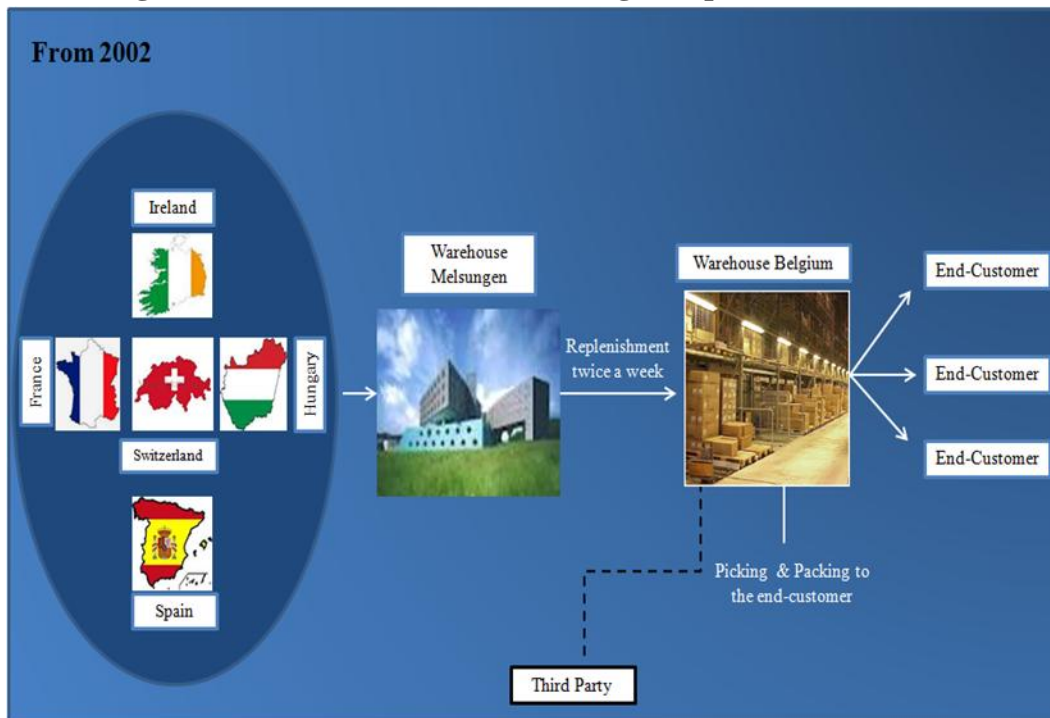 From 2002
Ireland
France
Hungary
Switzerland
Spain
Warehouse
Melsungen
Replenishment
twice a week
Warehouse Belgium
Picking & Packing to
the end-customer
End-Customer
End-Customer
End-Customer
Third Party